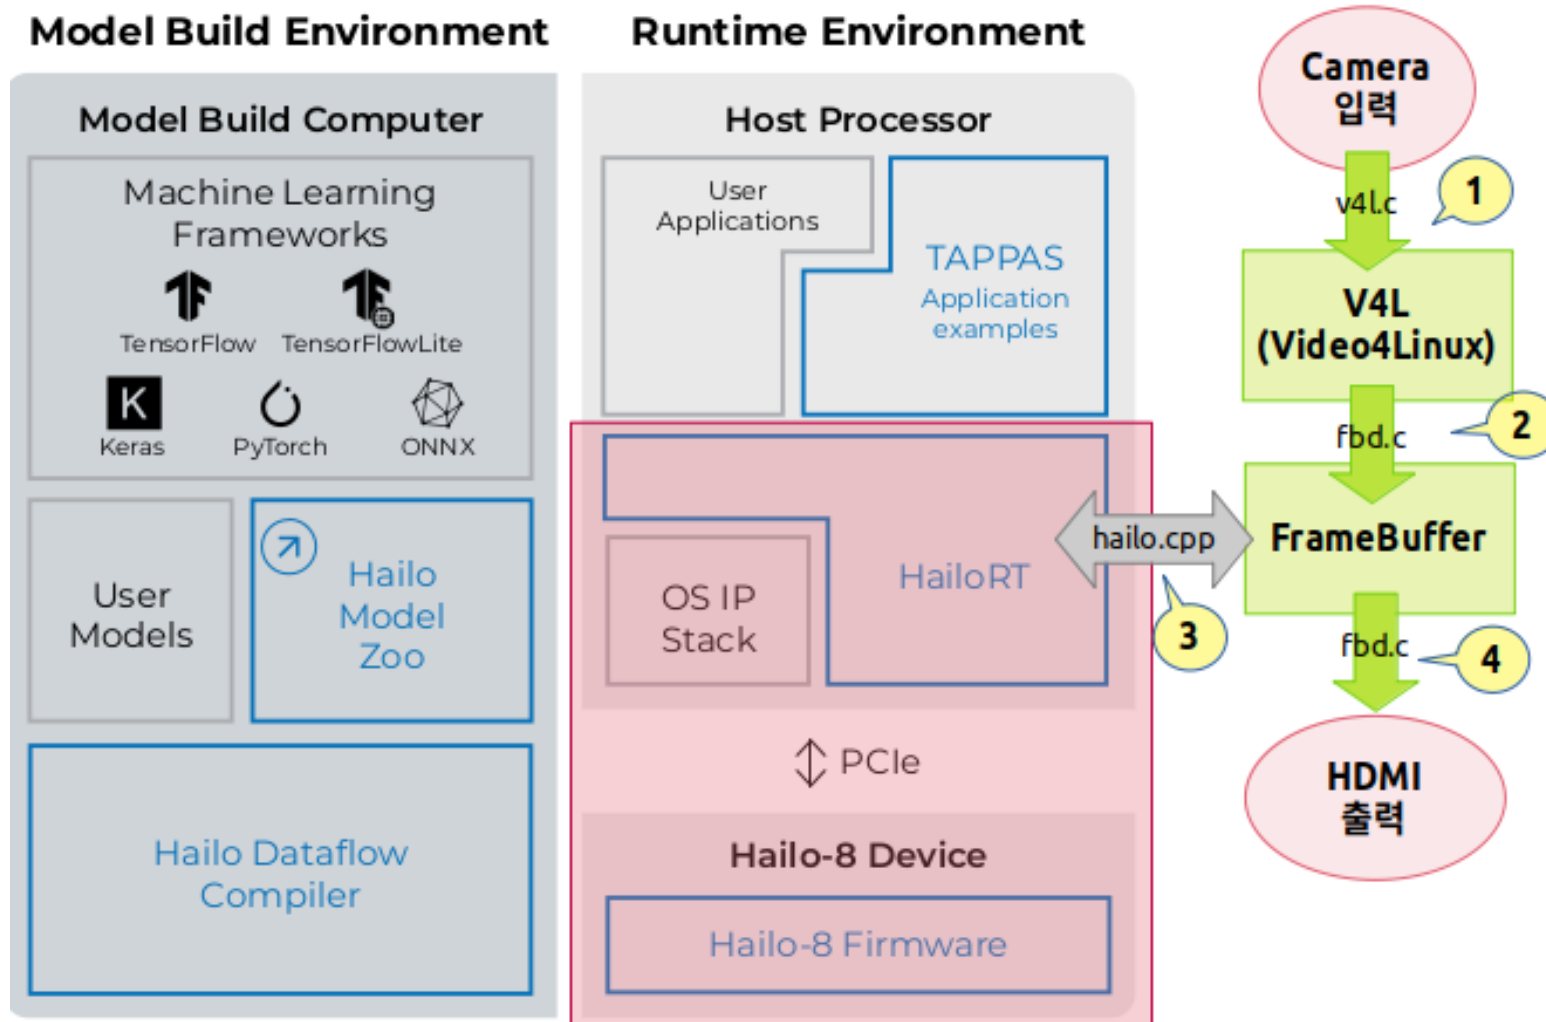 Model Build Environment
Model Build Computer
Machine Learning
Frameworks
TensorFlow
TensorFlowLite
K
Keras
PyTorch
ONNX
User
Models
Hailo
Model
Zoo
Hailo Dataflow
Compiler
Runtime Environment
Host Processor
User
Applications
TAPPAS
Application
examples
HailoRT
OS IP
Stack
PCIe
Hailo-8 Device
Hailo-8 Firmware
Camera
입력
v4l.c
1
V4L
(Video4Linux)
fbd.c
2
hailo.cpp
3
FrameBuffer
fbd.c
4
HDMI
출력